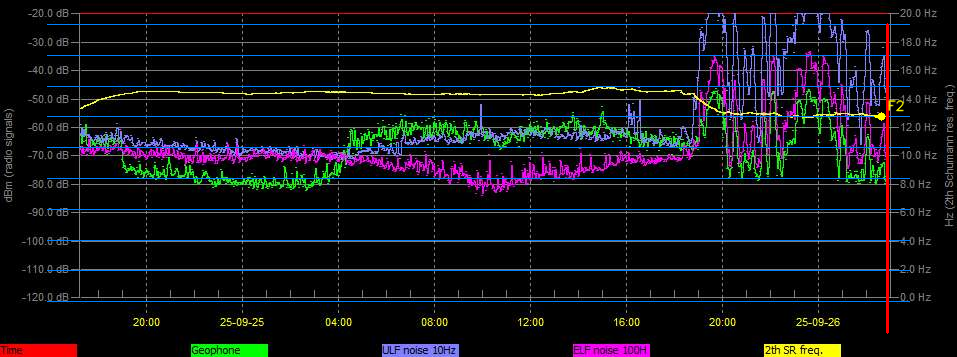 -20.0 dB 20.0 Hz
-30.0 dB 18.0 Hz
-40.0 dB 16.0 Hz
-50.0 dB 14.0 Hz
F2
-60.0 dB 12.0 Hz
-70.0 dB 10.0 Hz
-80.0 dB 8.0 Hz
-90.0 dB 6.0 Hz
-100.0 dB 4.0 Hz
-110.0 dB 2.0 Hz
-120.0 dB 0.0 Hz
dBm (radio signals)
Hz (2th Schumann res. freq.)
20:00 25-09-25 04:00 08:00 12:00 16:00 20:00 25-09-26
Time Geophone ULF noise 10Hz ELF noise 100H 2th SR freq.